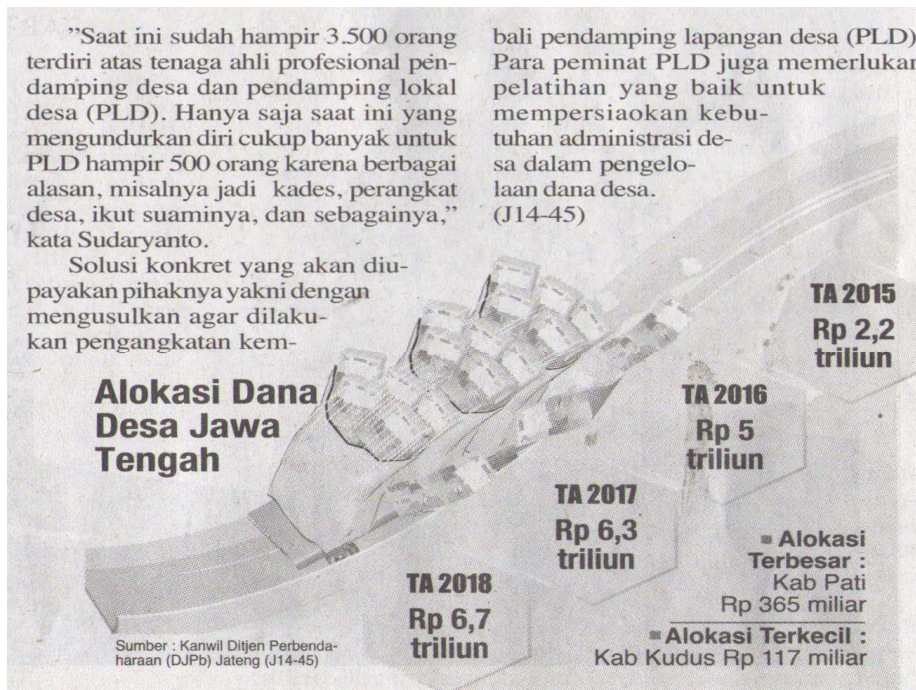 "Saat ini sudah hampir 3.500 orang
terdiri atas tenaga ahli profesional pen-
damping desa dan pendamping lokal
desa (PLD). Hanya saja saat ini yang
mengundurkan diri cukup banyak untuk
PLD hampir 500 orang karena berbagai
alasan, misalnya jadi kades, perangkat
desa, ikut suaminya, dan sebagainya,"
kata Sudaryanto.
Solusi konkret yang akan diu-
payakan pihaknya yakni dengan
mengusulkan agar dilaku-
kan pengangkatan kem-
bali pendamping lapangan desa (PLD)
Para peminat PLD juga memerlukan
pelatihan yang baik untuk
mempersiaokan kebu-
tuhan administrasi de-
sa dalam pengelo-
laan dana desa.
(J14-45)
Alokasi Dana
Desa Jawa
Tengah
TA 2015
Rp 2,2
triliun
TA 2016
Rp 5
triliun
TA 2017
Rp 6,3
triliun
TA 2018
Rp 6,7
triliun
Alokasi
Terbesar :
Kab Pati
Rp 365 miliar
Alokasi Terkecil :
Kab Kudus Rp 117 miliar
Sumber : Kanwil Ditjen Perbenda-
haraan (DJPb) Jateng (J14-45)